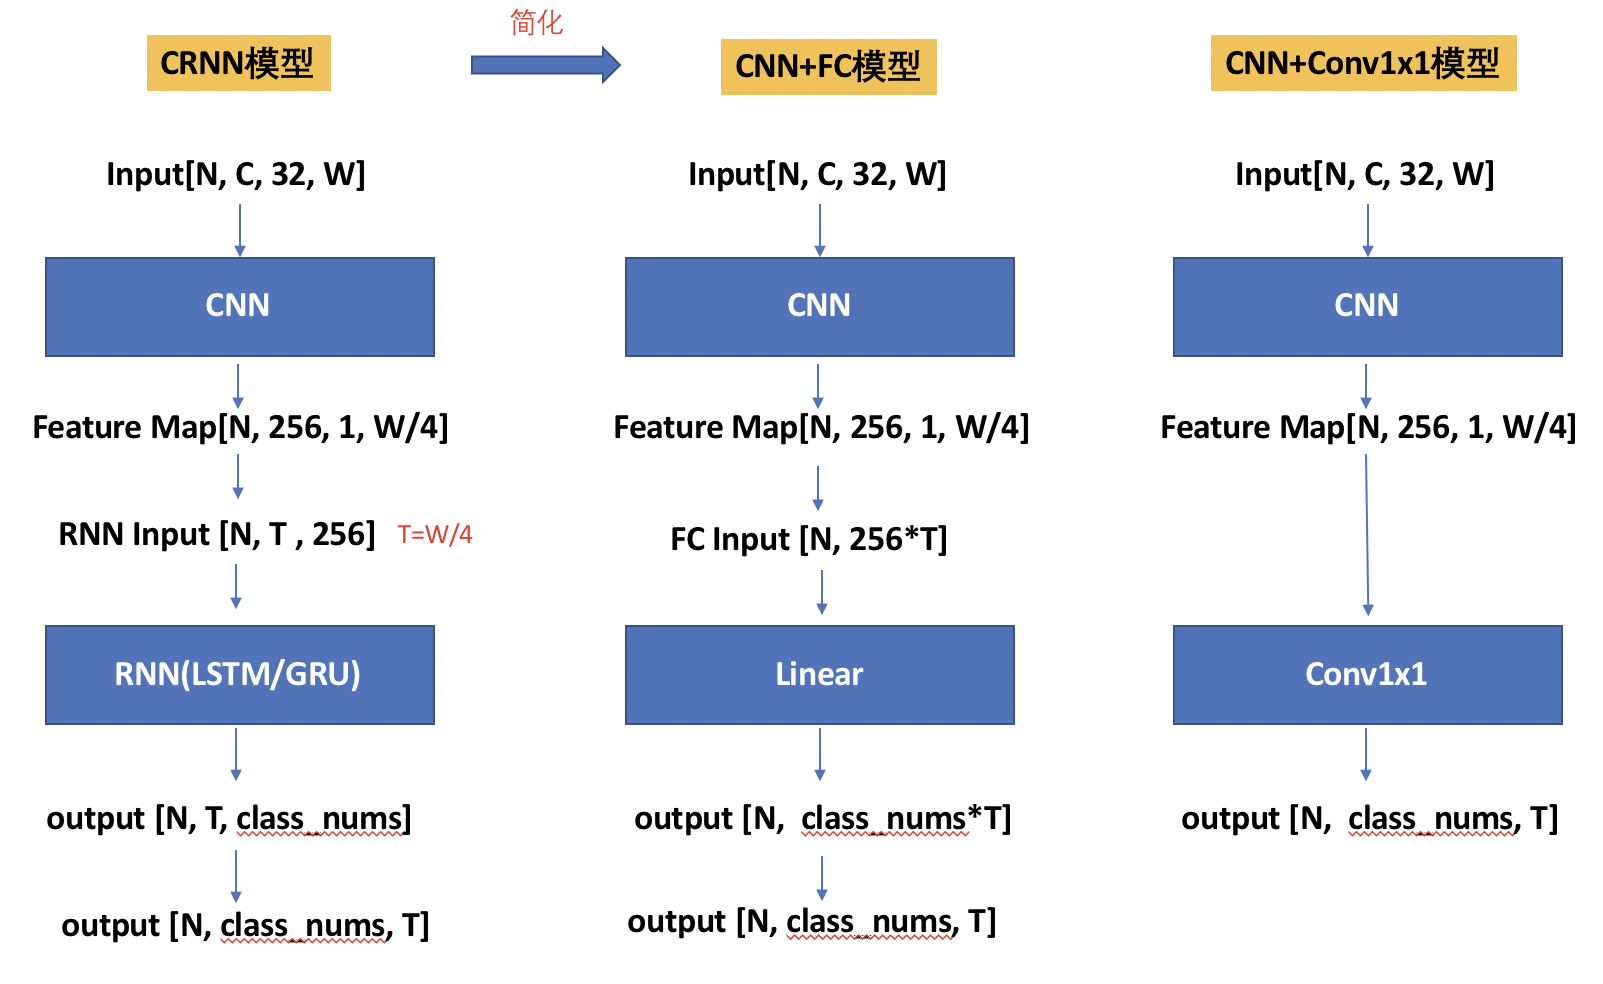 简化
CRNN模型
CNN+FC模型
CNN+Conv1x1模型
Input[N, C, 32, W]
Input[N, C, 32, W]
Input[N, C, 32, W]
CNN
CNN
CNN
Feature Map[N, 256, 1, W/4]
Feature Map[N, 256, 1, W/4]
Feature Map[N, 256, 1, W/4]
RNN Input [N, T , 256]
T=W/4
FC Input [N, 256*T]
RNN(LSTM/GRU)
Linear
Conv1x1
output [N, T, class_nums]
output [N, class_nums*T]
output [N, class_nums, T]
output [N, class_nums, T]
output [N, class_nums, T]